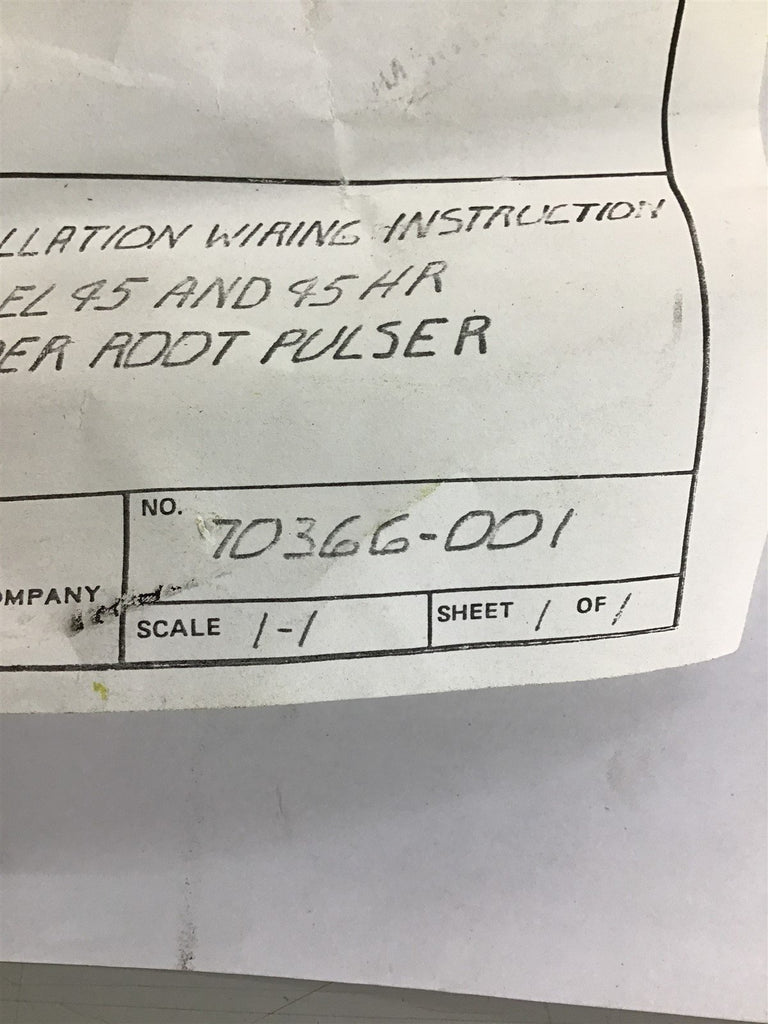 LLATION WIRING INSTRUCTION
EL 45 AND 45 HR
DER ROOT PULSER
NO.
70366-001
OMPANY
SCALE 1-1
SHEET 1 OF 1